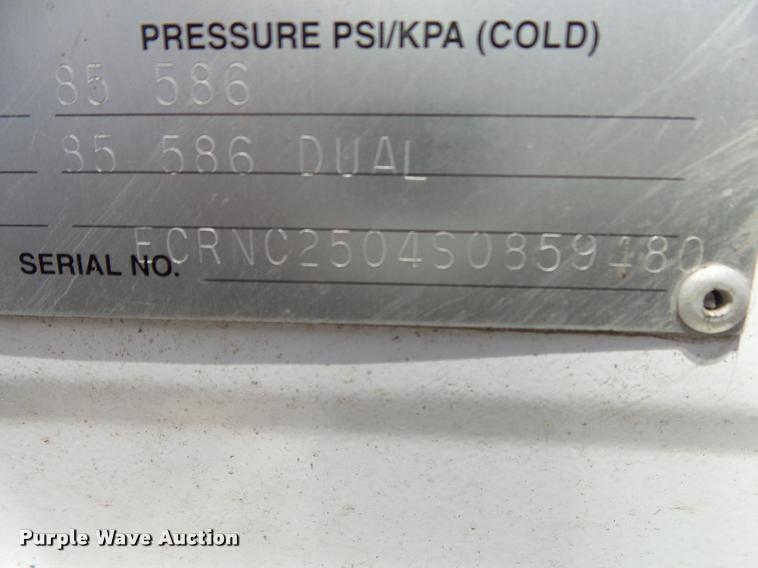 PRESSURE PSI/KPA (COLD)
85 586
85 586 DUAL
SERIAL NO. FCRNC2504S0859480
Purple Wave Auction